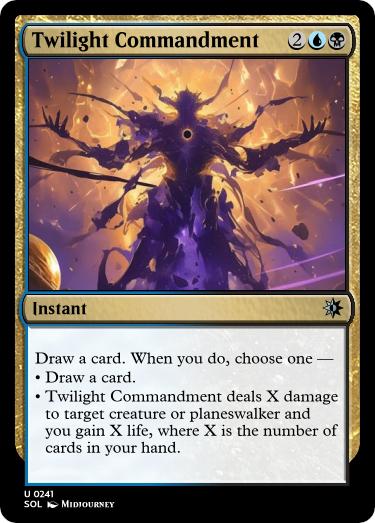 Twilight Commandment 2
Instant
Draw a card. When you do, choose one —
• Draw a card.
• Twilight Commandment deals X damage
to target creature or planeswalker and
you gain X life, where X is the number of
cards in your hand.
U 0241
SOL Midjourney